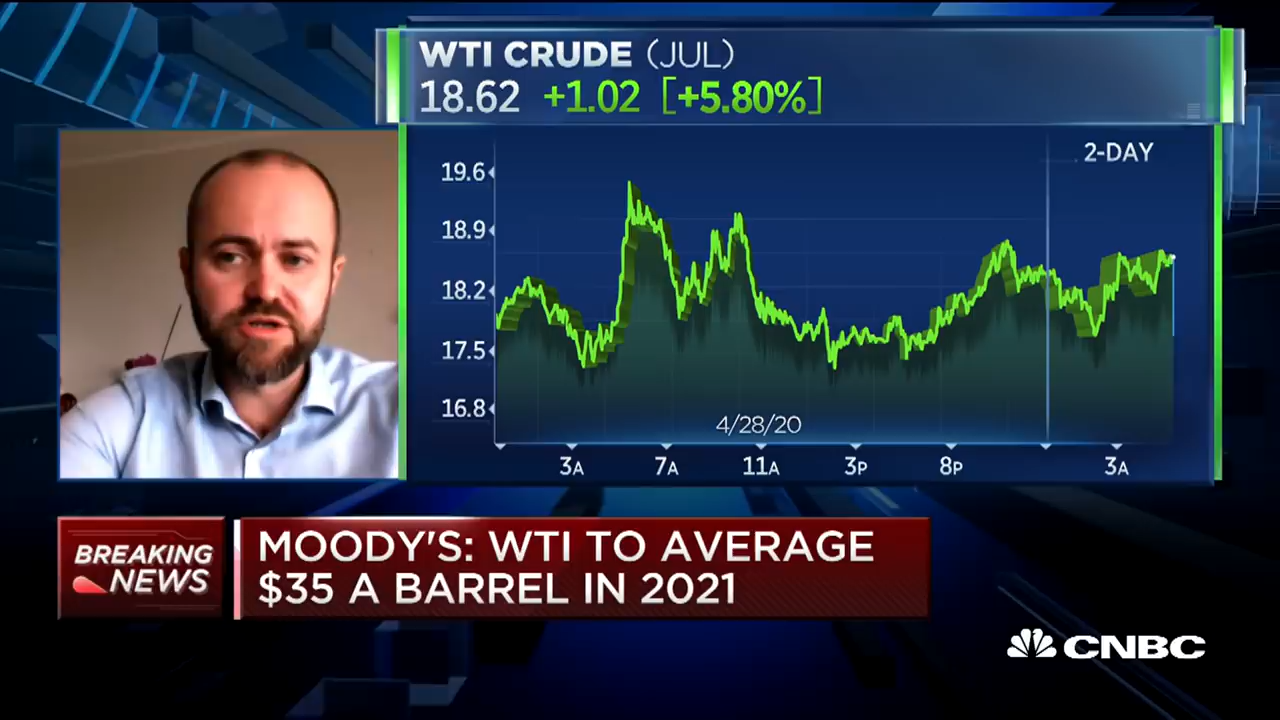 WTI CRUDE (JUL)
18.62 +1.02 [+5.80%]
2-DAY
19.6
18.9
18.2
17.5
16.8
4/28/20
3A 7A 11A 3P 8P 3A
BREAKING
NEWS
MOODY'S: WTI TO AVERAGE
$35 A BARREL IN 2021
CNBC